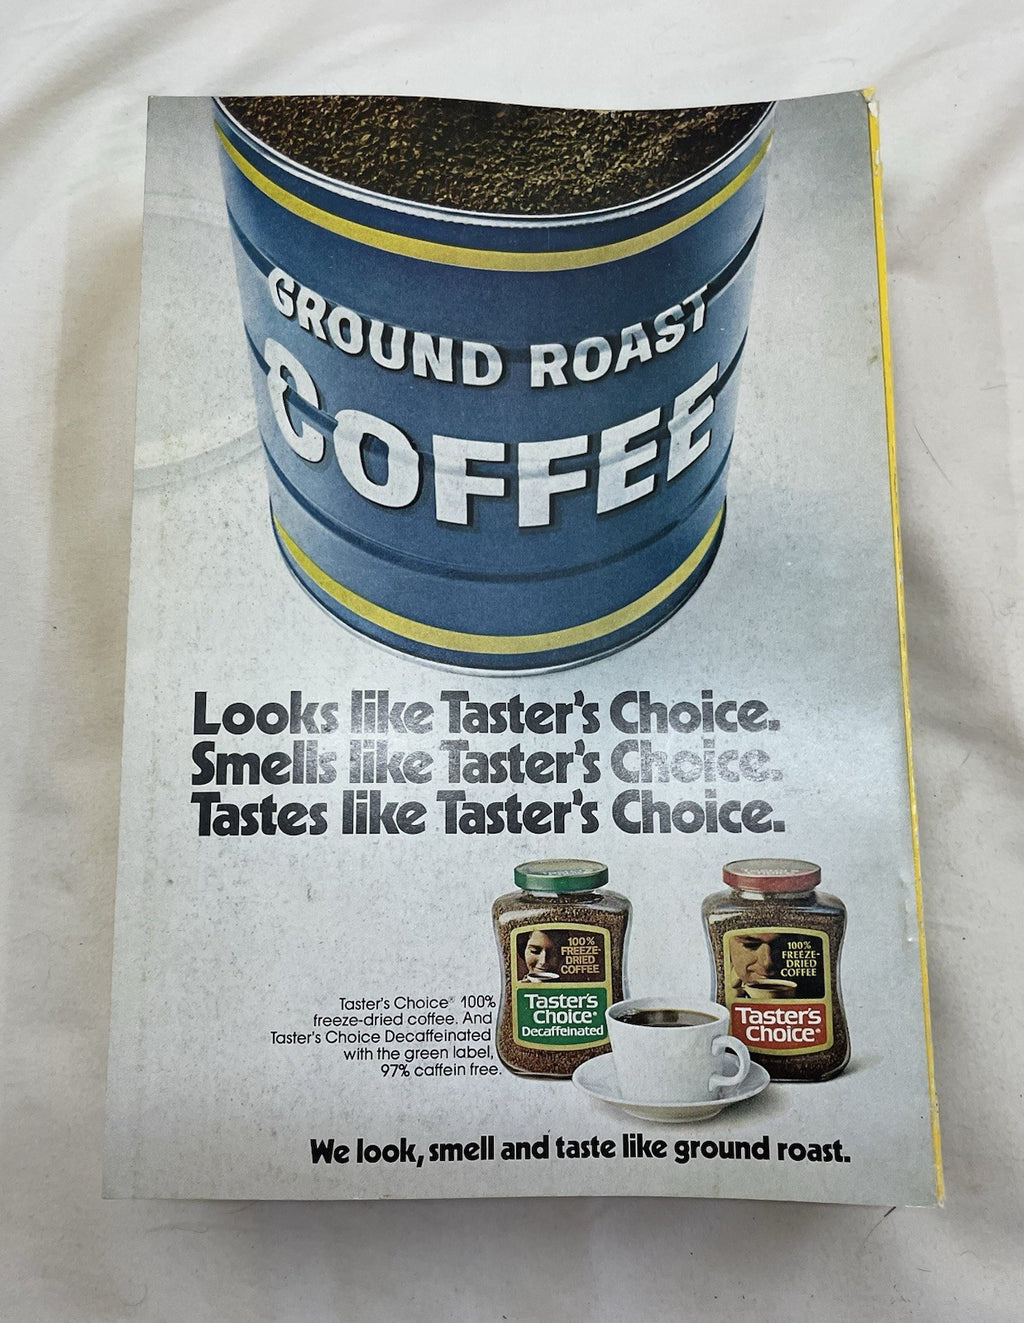 GROUND ROAST
COFFEE
Looks like Taster's Choice.
Smells like Taster's Choice.
Tastes like Taster's Choice.
100%
FREEZE-
DRIED
COFFEE
Taster's
Choice®
Decaffeinated
100%
FREEZE-
DRIED
COFFEE
Taster's
Choice®
Taster's Choice® 100%
freeze-dried coffee. And
Taster's Choice Decaffeinated
with the green label,
97% caffein free.
We look, smell and taste like ground roast.